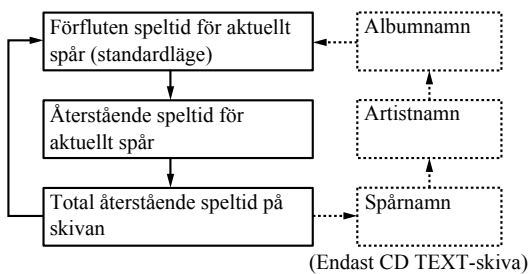 Förfluten speltid för aktuellt
spår (standardläge)
Återstående speltid för
aktuellt spår
Total återstående speltid på
skivan
Albumnamn
Artistnamn
Spårnamn
(Endast CD TEXT-skiva)